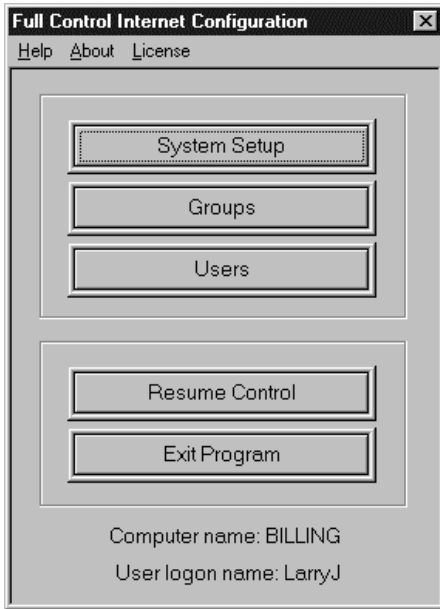 Full Control Internet Configuration
Help About License
System Setup
Groups
Users
Resume Control
Exit Program
Computer name: BILLING
User logon name: LarryJ